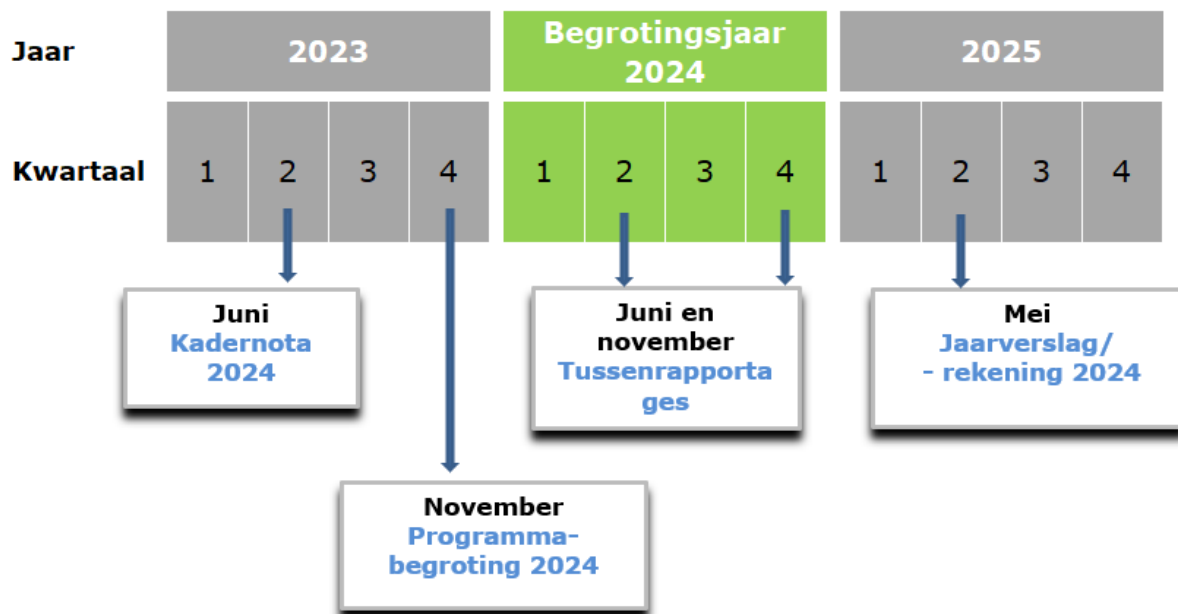 Jaar
2023
Begrotingsjaar
2024
2025
Kwartaal
1 2 3 4
1 2 3 4
1 2 3 4
Juni
Kadernota
2024
Juni en
november
Tussenrapporta
ges
Mei
Jaarverslag/
- rekening 2024
November
Programma-
begroting 2024